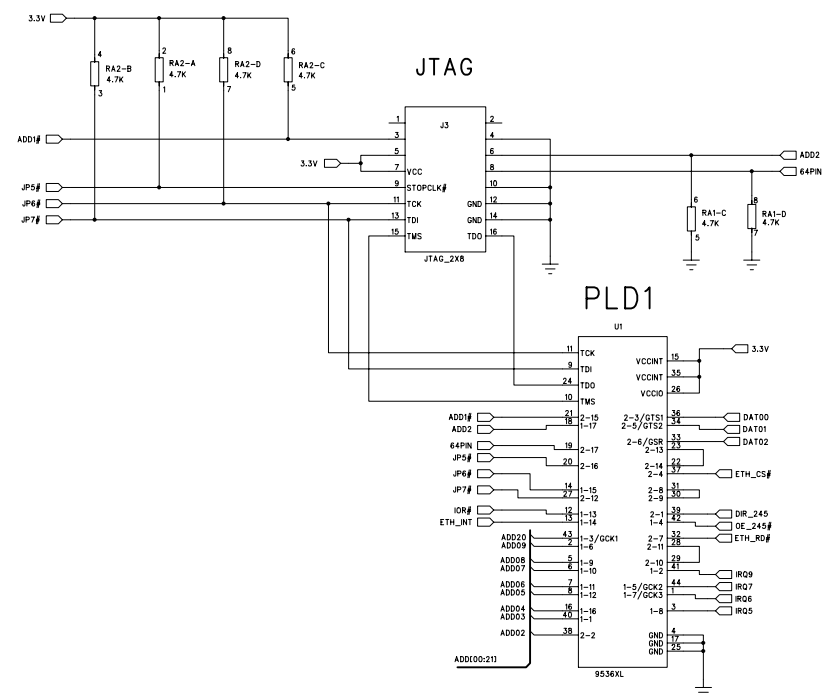 3.3V
4 RA2-B 4.7K 3
2 RA2-A 4.7K 1
8 RA2-D 4.7K 7
6 RA2-C 4.7K 5
JTAG
J3
1 2
ADD1# 3 4
5 6 ADD2
3.3V 7 VCC 8 64PIN
JP5# 9 STOPCLK# 10
JP6# 11 TCK GND 12
JP7# 13 TDI GND 14
15 TMS TDO 16
JTAG_2X8
6 RA1-C 5
8 RA1-D 7
PLD1
U1
11 TCK
9 TDI
24 TDO
10 TMS
VCCINT 15 3.3V
VCCINT 35
VCCIO 26
ADD1# 21 2-15
ADD2 18 1-17
64PIN 19 2-17
JP5# 20 2-16
JP6# 14 1-15
JP7# 27 2-12
IOR# 12 1-13
ETH_INT 13 1-14
ADD20 43 1-3/GCK1
ADD09 2 1-6
ADD08 5 1-9
ADD07 6 1-10
ADD06 7 1-11
ADD05 8 1-12
ADD04 16 1-16
ADD03 40 1-1
ADD02 38 2-2
ADD[00:21]
2-3/GTS1 36 DAT00
2-5/GTS2 34 DAT01
2-6/GSR 33 DAT02
2-13 23
2-14 22
2-4 37 ETH_CS#
2-8 31
2-9 30
2-1 39 DIR_245
1-4 42 OE_245#
2-7 32 ETH_RD#
2-11 28
2-10 29
1-2 41 IRQ9
1-5/GCK2 44 IRQ7
1-7/GCK3 1 IRQ6
1-8 3 IRQ5
GND 4
GND 17
GND 25
9536XL